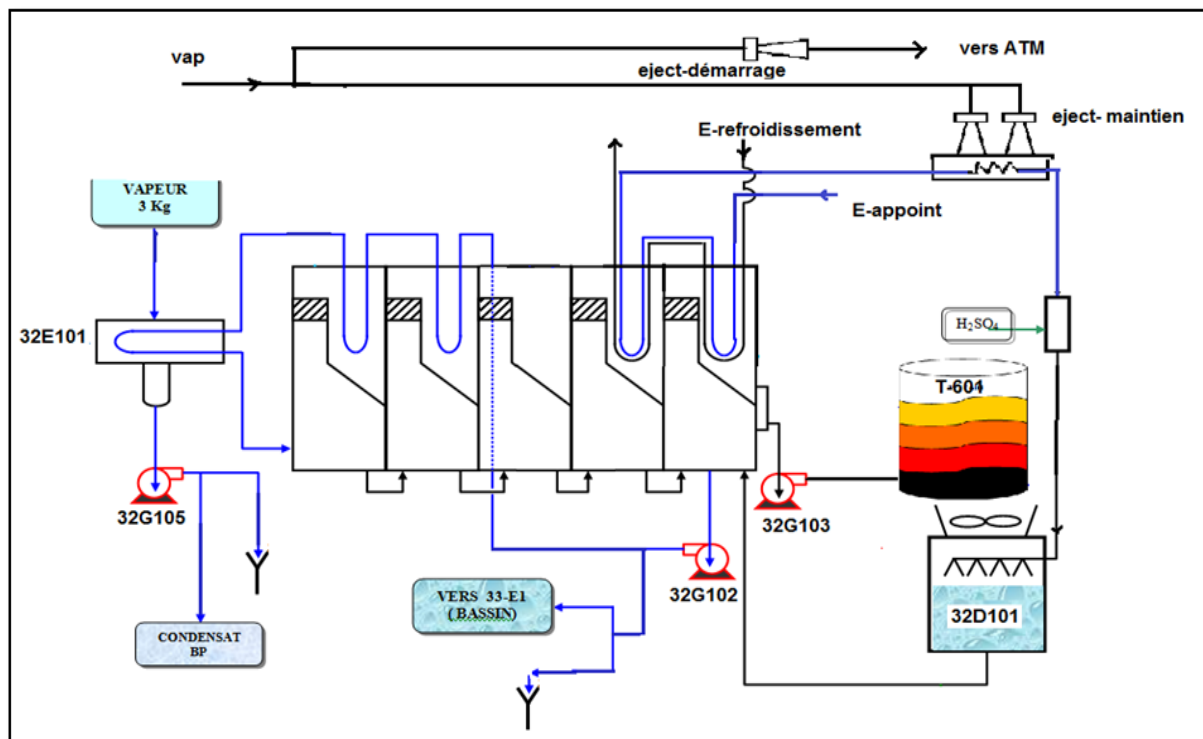 vap
vers ATM
eject-démarrage
eject- maintien
E-refroidissement
VAPEUR
3 Kg
E-appoint
32E101
H₂SO₄
T-601
32G105
32G103
32G102
VERS 33-E1
( BASSIN)
32D101
CONDENSAT
BP